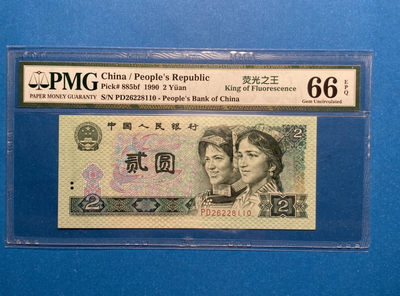 PMG
PAPER MONEY GUARANTY
China / People's Republic
Pick# 885bf 1990 2 Yüan
S/N PD26228110 - People's Bank of China
荧光之王
King of Fluorescence
66 EPQ
Gem Uncirculated
中国人民银行
2
贰圆
PD26228110
2
2